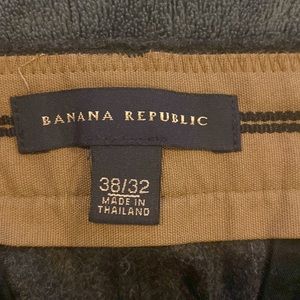 BANANA REPUBLIC
38/32
MADE IN
THAILAND